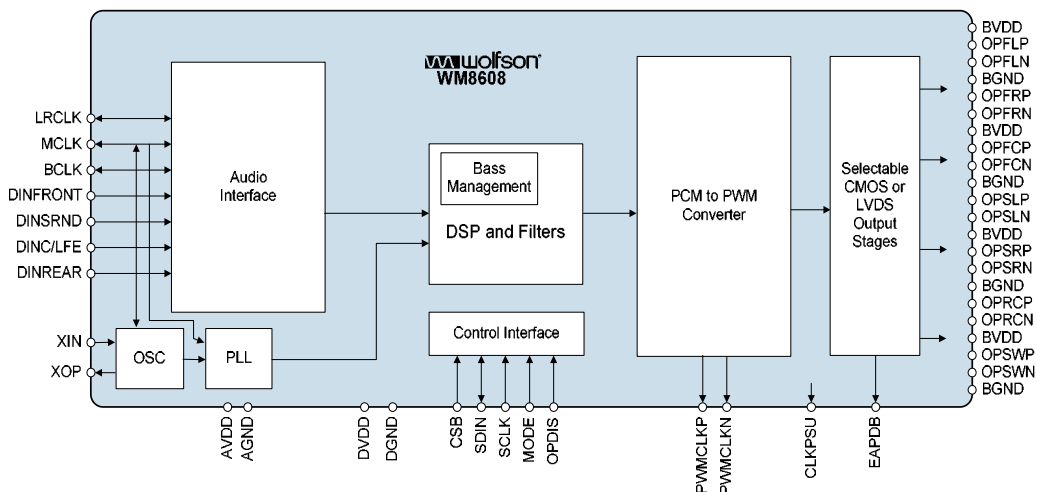 wolfson
WM8608
LRCLK
MCLK
BCLK
DINFRONT
DINSRND
DINC/LFE
DINREAR
XIN
XOP
Audio
Interface
OSC
PLL
Bass
Management
DSP and Filters
Control Interface
PCM to PWM
Converter
Selectable
CMOS or
LVDS
Output
Stages
BVDD
OPFLP
OPFLN
BGND
OPFRP
OPFRN
BVDD
OPFCP
OPFCN
BGND
OPSLP
OPSLN
BVDD
OPSRP
OPSRN
BGND
OPRCP
OPRCN
BVDD
OPSWP
OPSWN
BGND
AVDD
AGND
DVDD
DGND
CSB
SDIN
SCLK
MODE
OPDIS
PWMCLKP
PWMCLKN
CLKPSU
EAPDB